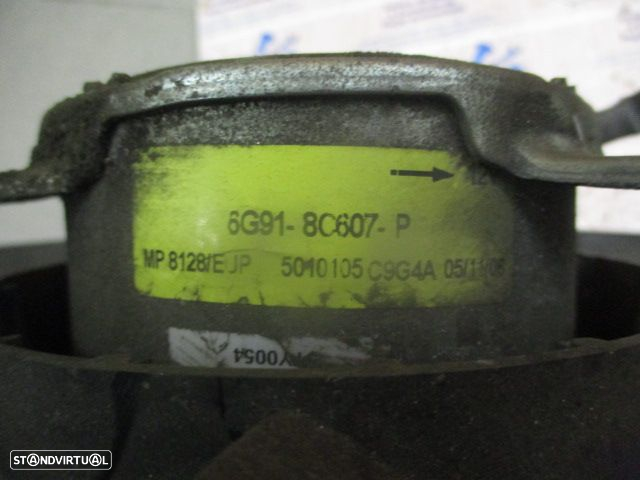 6G91-8C607-P
MP 8128/EJP 5010105 C9G4A 05/11/06
Y0054
STANDVIRTUAL